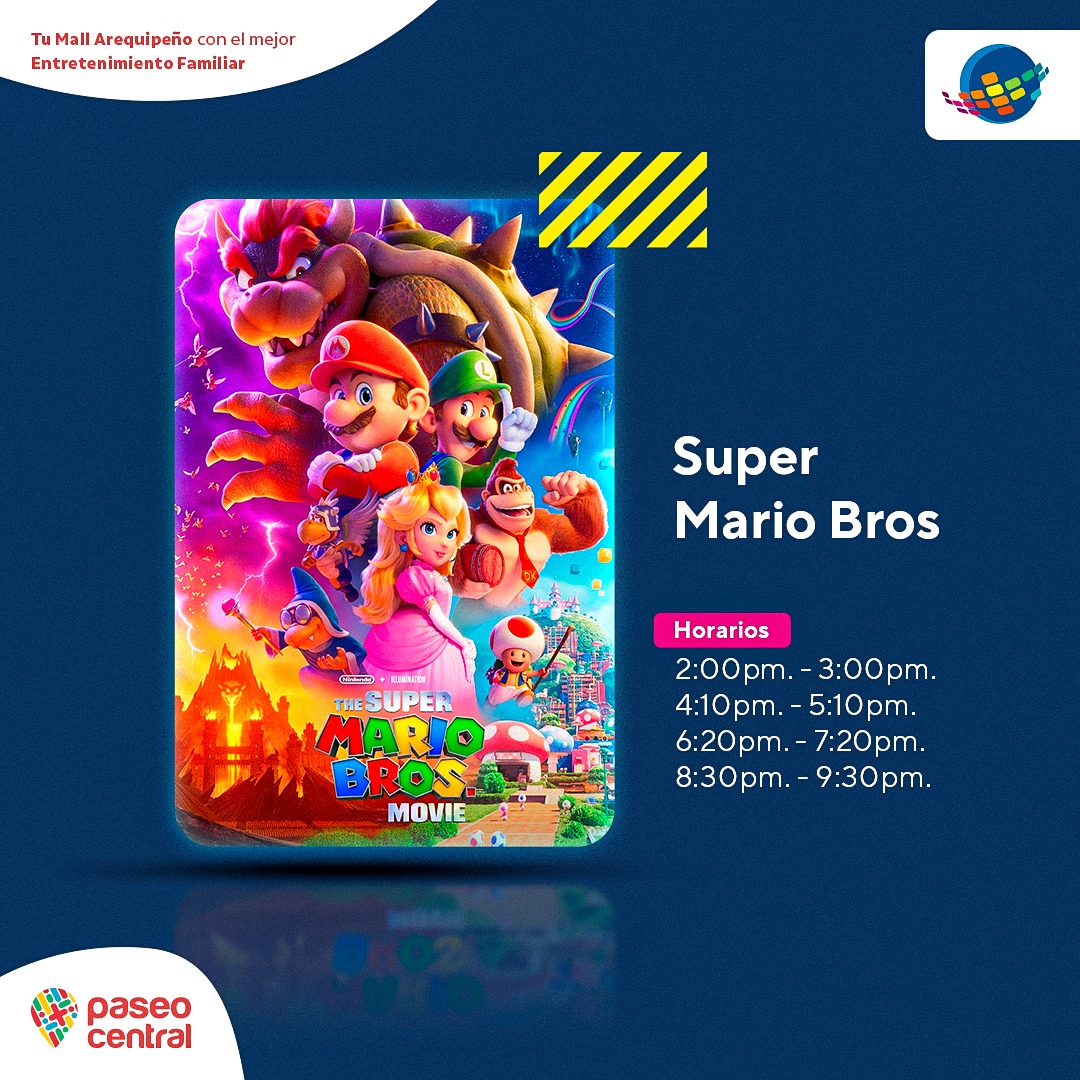 Tu Mall Arequipeño con el mejor
Entretenimiento Familiar
M
L
DK
Nintendo + ILLUMINATION
THE SUPER
MARIO
BROS.
MOVIE
Super
Mario Bros
Horarios
2:00pm. - 3:00pm.
4:10pm. - 5:10pm.
6:20pm. - 7:20pm.
8:30pm. - 9:30pm.
paseo
central